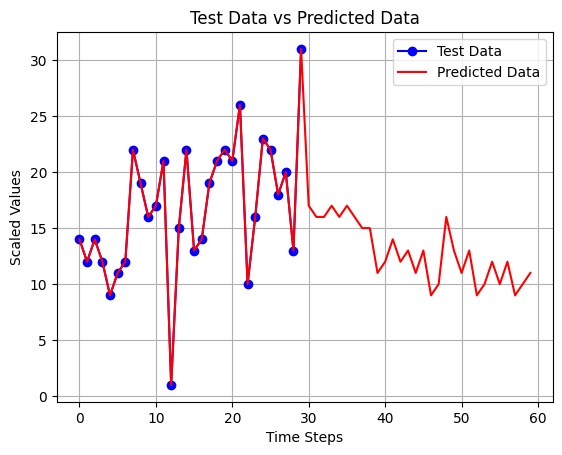 Test Data vs Predicted Data
Test Data
Predicted Data
Scaled Values
30
25
20
15
10
5
0
0 10 20 30 40 50 60
Time Steps